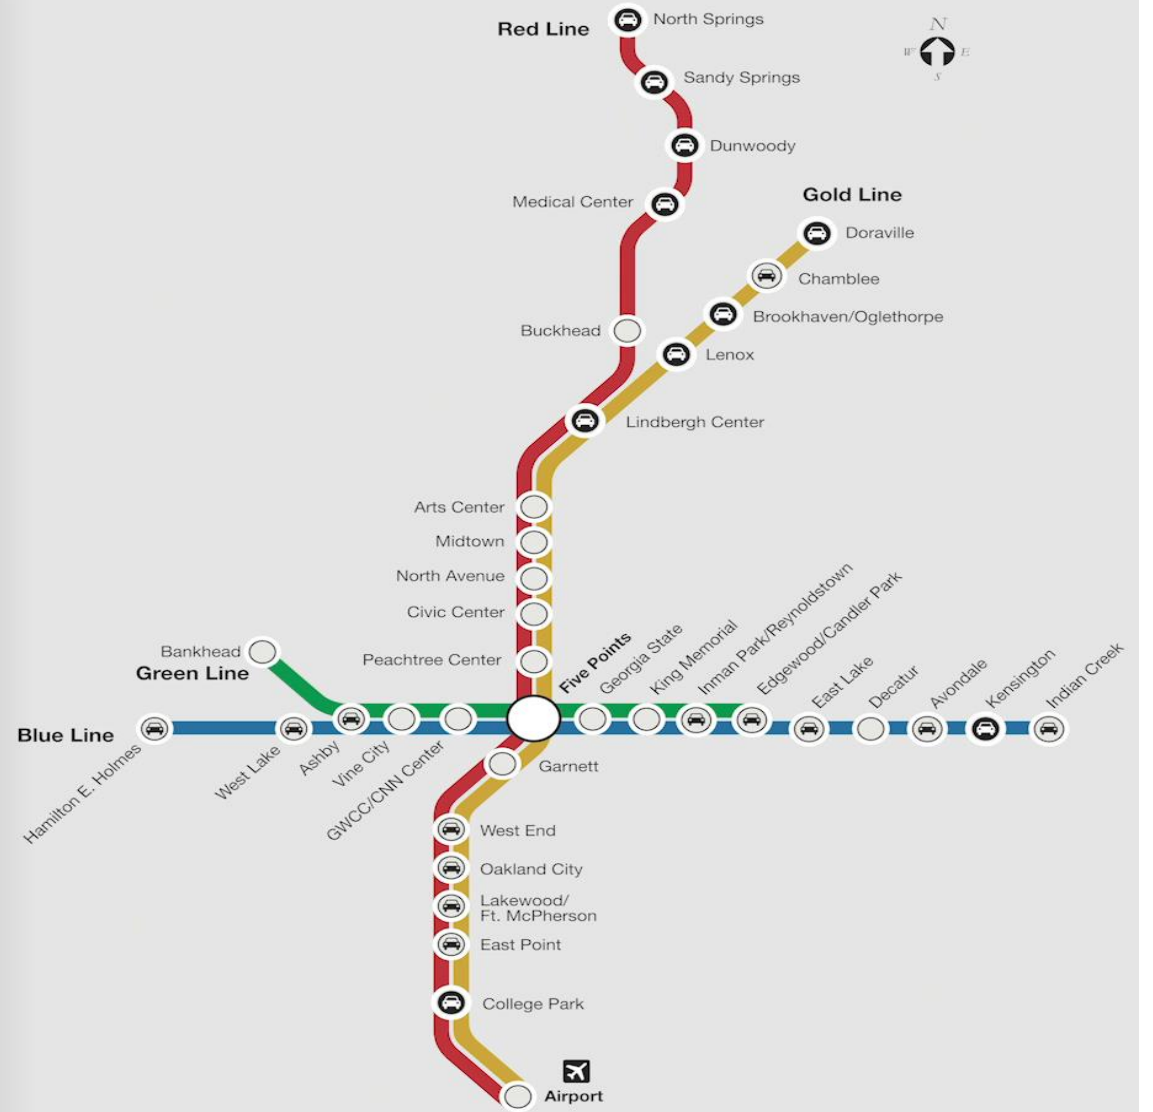 Red Line
North Springs
N
W
E
S
Sandy Springs
Dunwoody
Medical Center
Gold Line
Doraville
Chamblee
Brookhaven/Oglethorpe
Buckhead
Lenox
Lindbergh Center
Arts Center
Midtown
North Avenue
Civic Center
Peachtree Center
Bankhead
Green Line
Five Points
Georgia State
King Memorial
Inman Park/Reynoldstown
Edgewood/Candler Park
East Lake
Decatur
Avondale
Kensington
Indian Creek
Blue Line
Hamilton E. Holmes
West Lake
Ashby
Vine City
GWCC/CNN Center
Garnett
West End
Oakland City
Lakewood/
Ft. McPherson
East Point
College Park
Airport